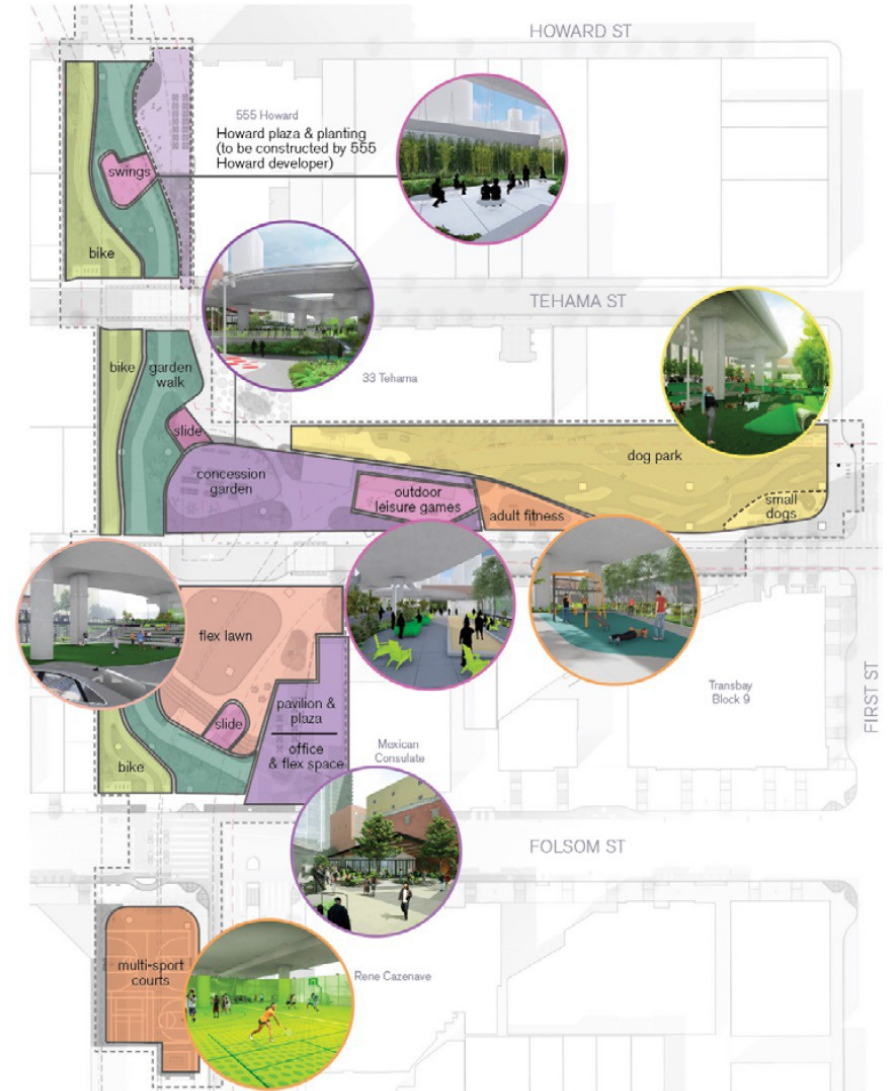 HOWARD ST
555 Howard
Howard plaza & planting
(to be constructed by 555
Howard developer)
swings
bike
TEHAMA ST
bike
garden
walk
33 Tehama
slide
dog park
concession
garden
outdoor
leisure games
adult fitness
small
dogs
flex lawn
FIRST ST
slide
pavilion &
plaza
office
& flex space
Transbay
Block 9
Mexican
Consulate
bike
FOLSOM ST
multi-sport
courts
Rene Cazenave